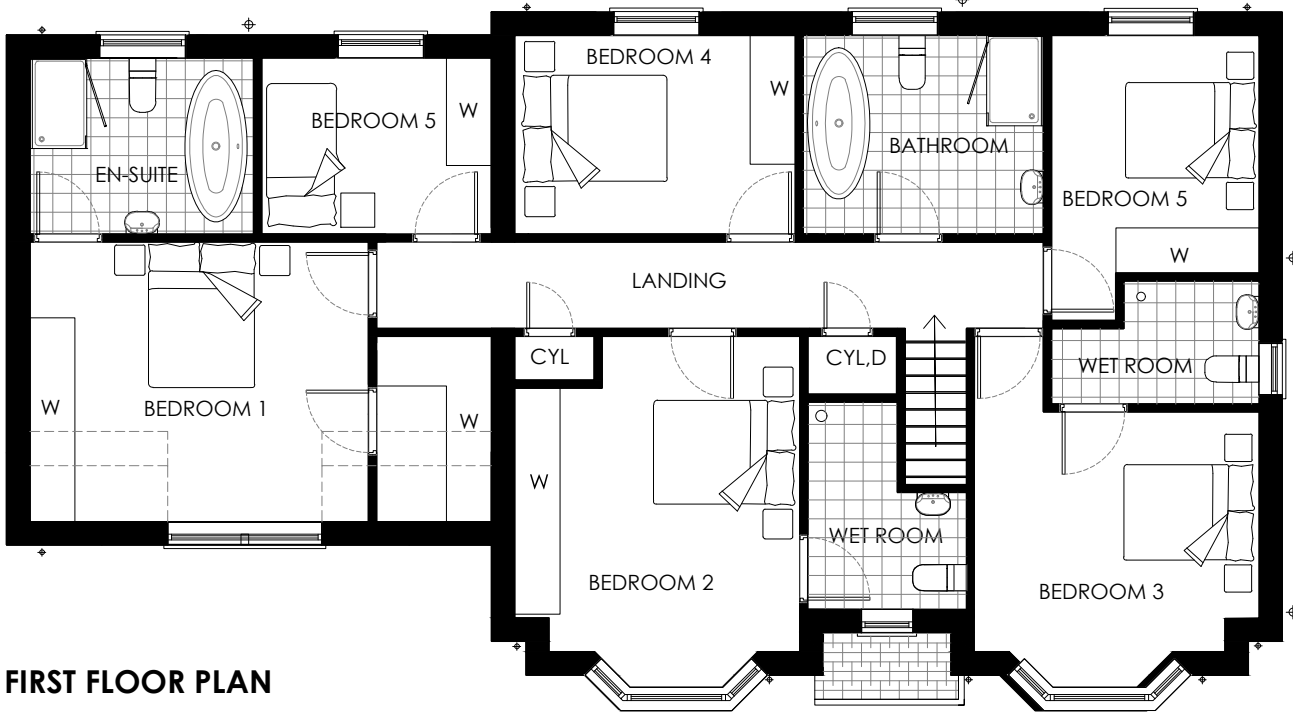 BEDROOM 4
W
BEDROOM 5
W
BATHROOM
EN-SUITE
BEDROOM 5
W
LANDING
CYL
CYL,D
WET ROOM
W
BEDROOM 1
W
W
WET ROOM
BEDROOM 2
BEDROOM 3
FIRST FLOOR PLAN